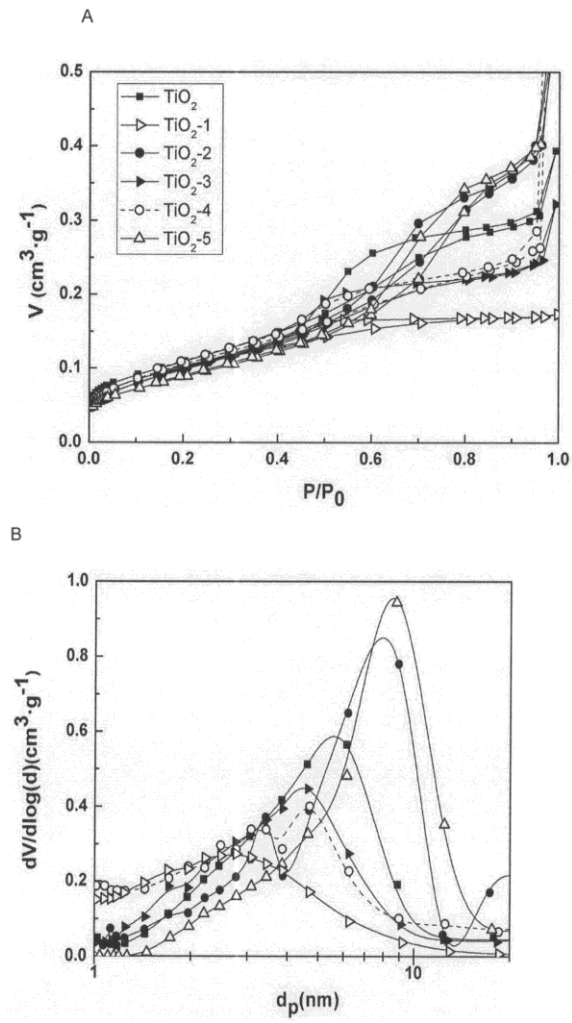 A
0.5
0.4
0.3
0.2
0.1
0.0
V (cm³·g⁻¹)
TiO₂
TiO₂-1
TiO₂-2
TiO₂-3
TiO₂-4
TiO₂-5
0.0 0.2 0.4 0.6 0.8 1.0
P/P₀
B
1.0
0.8
0.6
0.4
0.2
0.0
dV/dlog(d)(cm³·g⁻¹)
1 10
dₚ(nm)